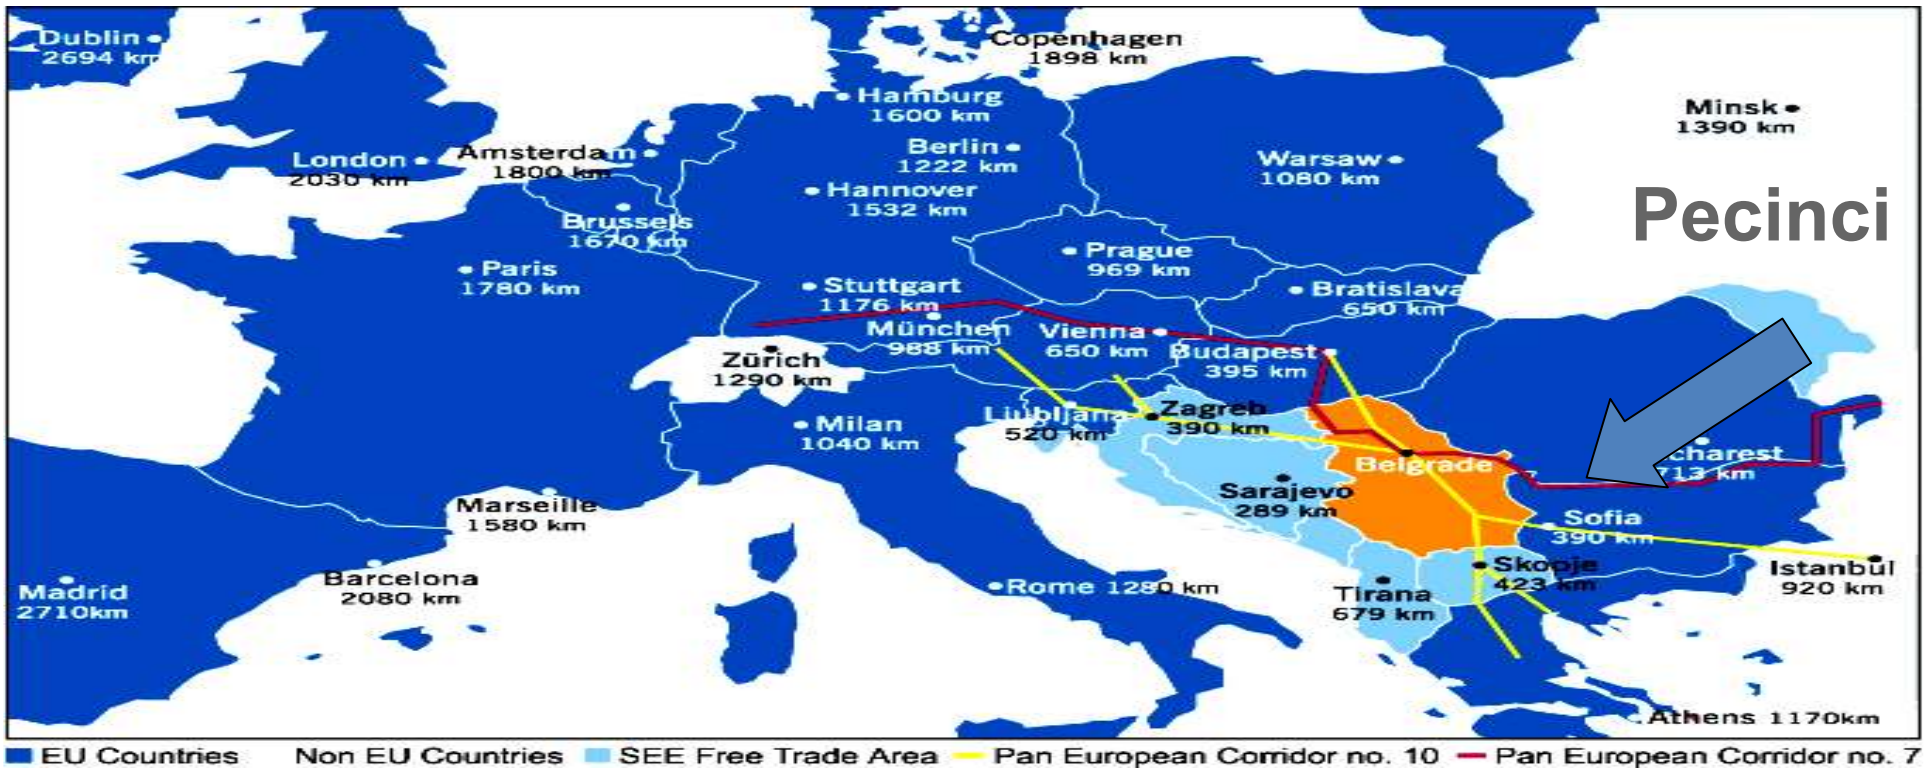 Dublin
2694 km
Copenhagen
1898 km
Hamburg
1600 km
Minsk
1390 km
London
2030 km
Amsterdam
1800 km
Berlin
1222 km
Warsaw
1080 km
Hannover
1532 km
Brussels
1670 km
Pecinci
Paris
1780 km
Prague
969 km
Stuttgart
1176 km
Bratislava
650 km
München
988 km
Vienna
650 km
Budapest
395 km
Zürich
1290 km
Milan
1040 km
Ljubljana
520 km
Zagreb
390 km
Belgrade
charest
713 km
Sarajevo
289 km
Marseille
1580 km
Sofia
390 km
Madrid
2710km
Barcelona
2080 km
Rome 1280 km
Tirana
679 km
Skopje
423 km
Istanbul
920 km
Athens 1170km
EU Countries Non EU Countries SEE Free Trade Area Pan European Corridor no. 10 Pan European Corridor no. 7